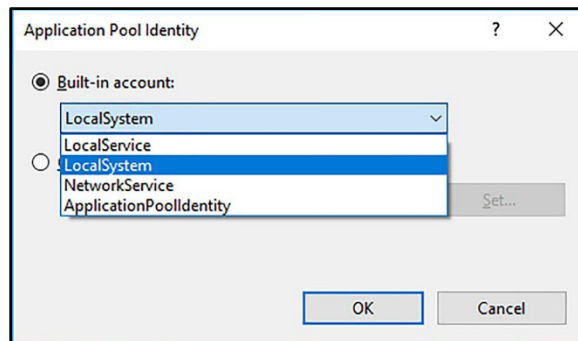 Application Pool Identity
? ×
Built-in account:
LocalSystem
LocalService
LocalSystem
NetworkService
ApplicationPoolIdentity
Set...
OK Cancel